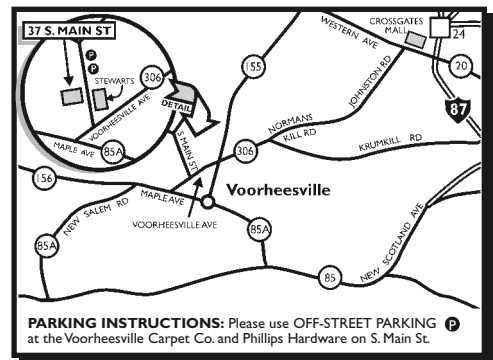 37 S. MAIN ST
P
P
STEWARTS
306
VOORHEESVILLE AVE
MAPLE AVE
85A
DETAIL
S MAIN ST
155
WESTERN AVE
CROSSGATES
MALL
24
20
87
JOHNSTON RD
NORMANS
KILL RD
306
KRUMKILL RD
156
MAPLE AVE
Voorheesville
VOORHEESVILLE AVE
NEW SALEM RD
85A
85A
85
NEW SCOTLAND AVE
PARKING INSTRUCTIONS: Please use OFF-STREET PARKING P
at the Voorheesville Carpet Co. and Phillips Hardware on S. Main St.